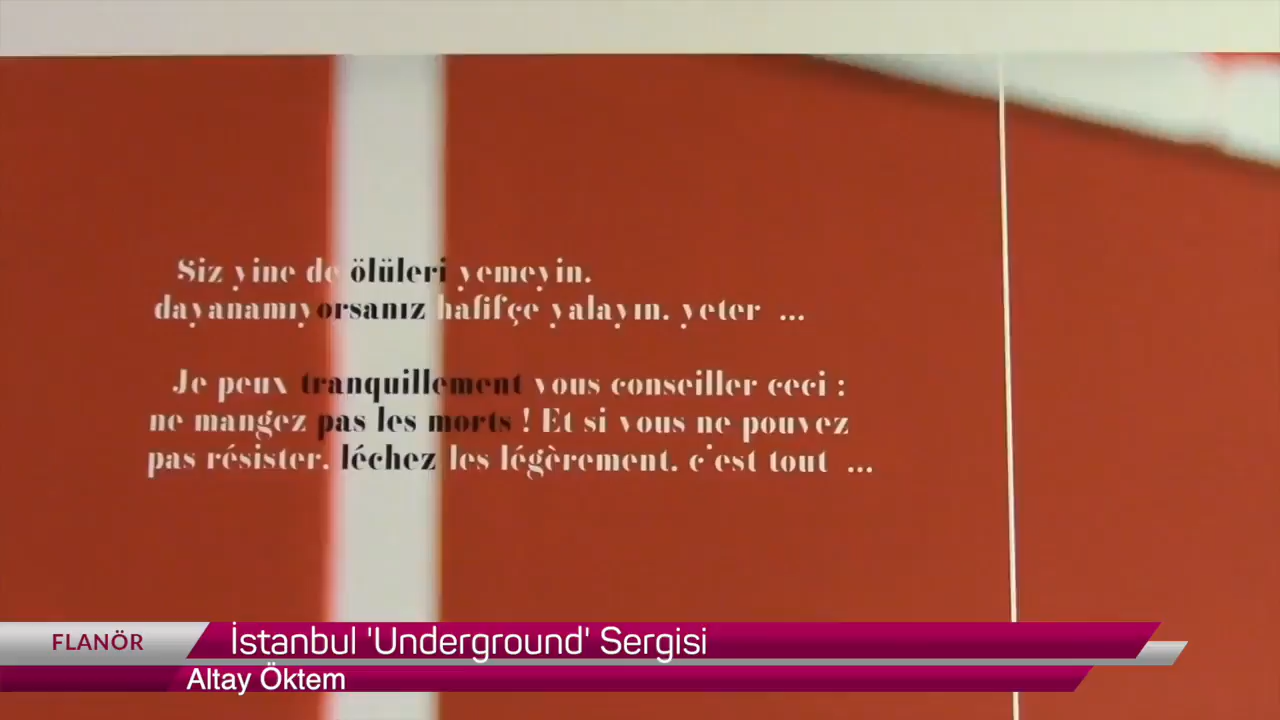 Siz yine de ölüleri yemeyin.
dayanamıyorsanız hafifçe yalayın. yeter ...
Je peux tranquillement vous conseiller ceci :
ne mangez pas les morts ! Et si vous ne pouvez
pas résister. léchez les légèrement. c'est tout ...
FLANÖR
İstanbul 'Underground' Sergisi
Altay Öktem